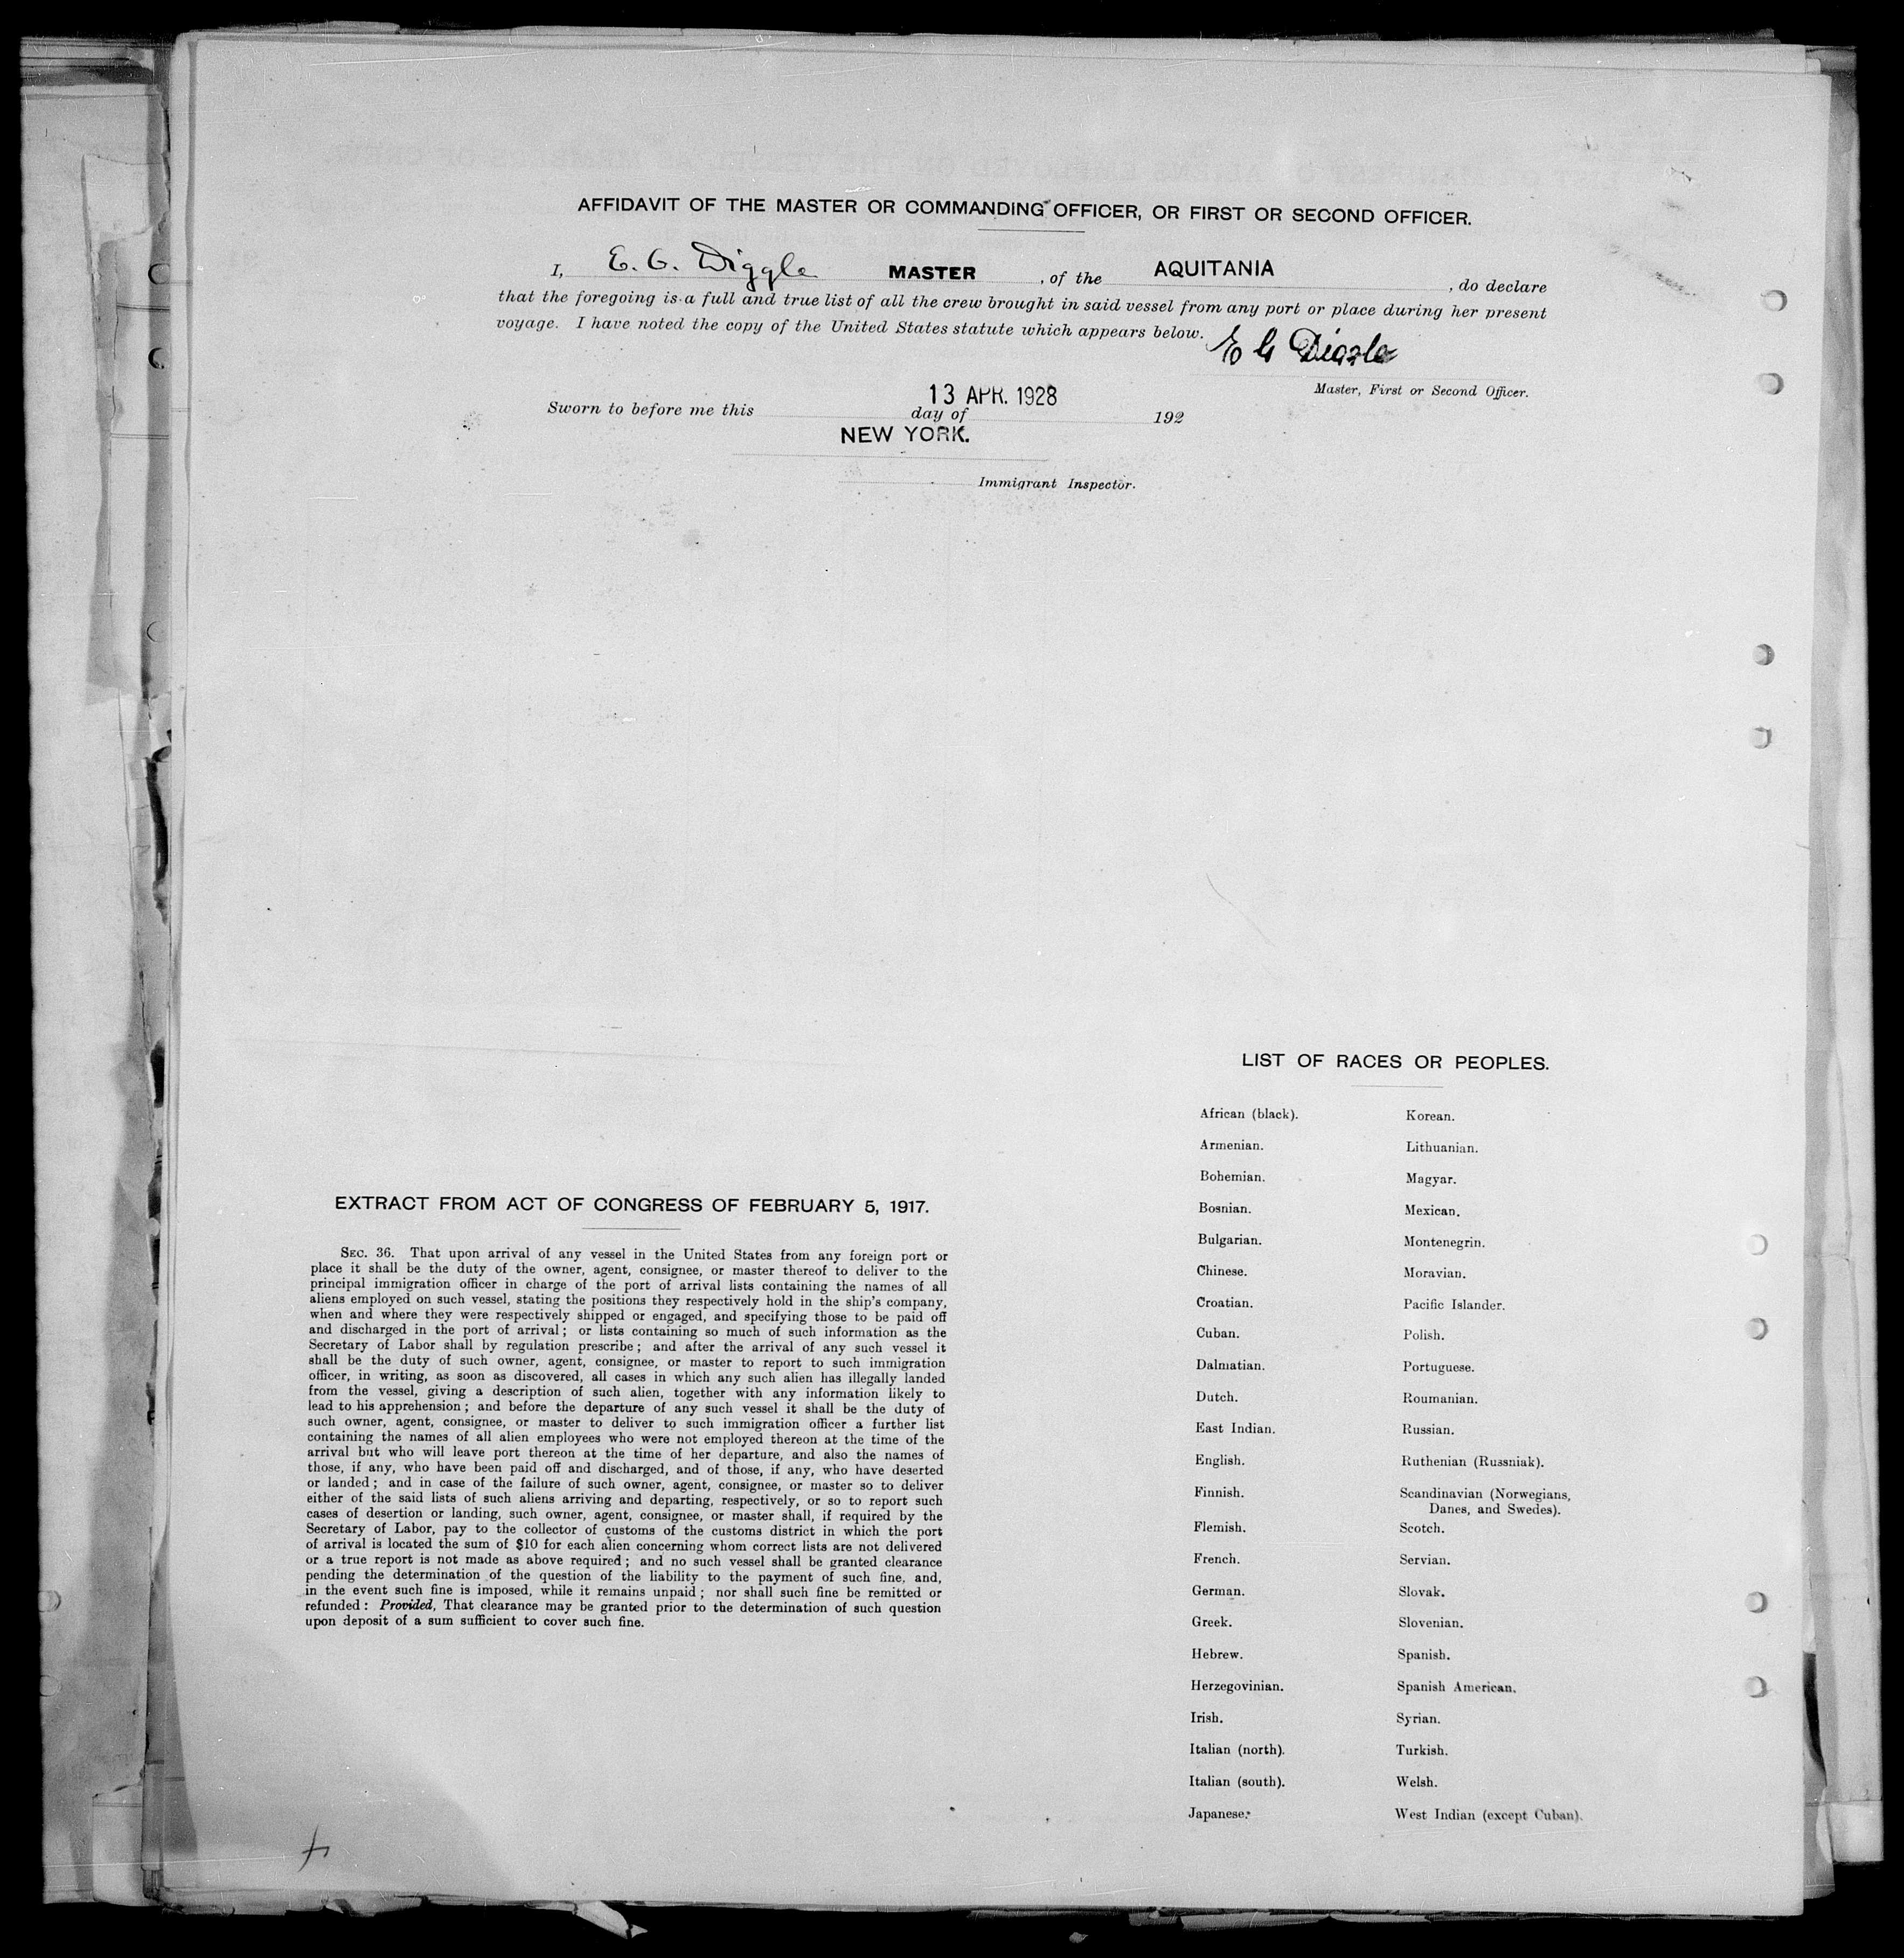 AFFIDAVIT OF THE MASTER OR COMMANDING OFFICER, OR FIRST OR SECOND OFFICER.
I, E. G. Diggle MASTER, of the AQUITANIA, do declare
that the foregoing is a full and true list of all the crew brought in said vessel from any port or place during her present
voyage. I have noted the copy of the United States statute which appears below.
E G Diggle
Master, First or Second Officer.
13 APR. 1928
Sworn to before me this day of 192
NEW YORK.
Immigrant Inspector.
EXTRACT FROM ACT OF CONGRESS OF FEBRUARY 5, 1917.
SEC. 36. That upon arrival of any vessel in the United States from any foreign port or
place it shall be the duty of the owner, agent, consignee, or master thereof to deliver to the
principal immigration officer in charge of the port of arrival lists containing the names of all
aliens employed on such vessel, stating the positions they respectively hold in the ship's company,
when and where they were respectively shipped or engaged, and specifying those to be paid off
and discharged in the port of arrival; or lists containing so much of such information as the
Secretary of Labor shall by regulation prescribe; and after the arrival of any such vessel it
shall be the duty of such owner, agent, consignee, or master to report to such immigration
officer, in writing, as soon as discovered, all cases in which any such alien has illegally landed
from the vessel, giving a description of such alien, together with any information likely to
lead to his apprehension; and before the departure of any such vessel it shall be the duty of
such owner, agent, consignee, or master to deliver to such immigration officer a further list
containing the names of all alien employees who were not employed thereon at the time of the
arrival but who will leave port thereon at the time of her departure, and also the names of
those, if any, who have been paid off and discharged, and of those, if any, who have deserted
or landed; and in case of the failure of such owner, agent, consignee, or master so to deliver
either of the said lists of such aliens arriving and departing, respectively, or so to report such
cases of desertion or landing, such owner, agent, consignee, or master shall, if required by the
Secretary of Labor, pay to the collector of customs of the customs district in which the port
of arrival is located the sum of $10 for each alien concerning whom correct lists are not delivered
or a true report is not made as above required; and no such vessel shall be granted clearance
pending the determination of the question of the liability to the payment of such fine, and,
in the event such fine is imposed, while it remains unpaid; nor shall such fine be remitted or
refunded: Provided, That clearance may be granted prior to the determination of such question
upon deposit of a sum sufficient to cover such fine.
LIST OF RACES OR PEOPLES.
African (black).
Armenian.
Bohemian.
Bosnian.
Bulgarian.
Chinese.
Croatian.
Cuban.
Dalmatian.
Dutch.
East Indian.
English.
Finnish.
Flemish.
French.
German.
Greek.
Hebrew.
Herzegovinian.
Irish.
Italian (north).
Italian (south).
Japanese.
Korean.
Lithuanian.
Magyar.
Mexican.
Montenegrin.
Moravian.
Pacific Islander.
Polish.
Portuguese.
Roumanian.
Russian.
Ruthenian (Russniak).
Scandinavian (Norwegians,
Danes, and Swedes).
Scotch.
Servian.
Slovak.
Slovenian.
Spanish.
Spanish American.
Syrian.
Turkish.
Welsh.
West Indian (except Cuban).